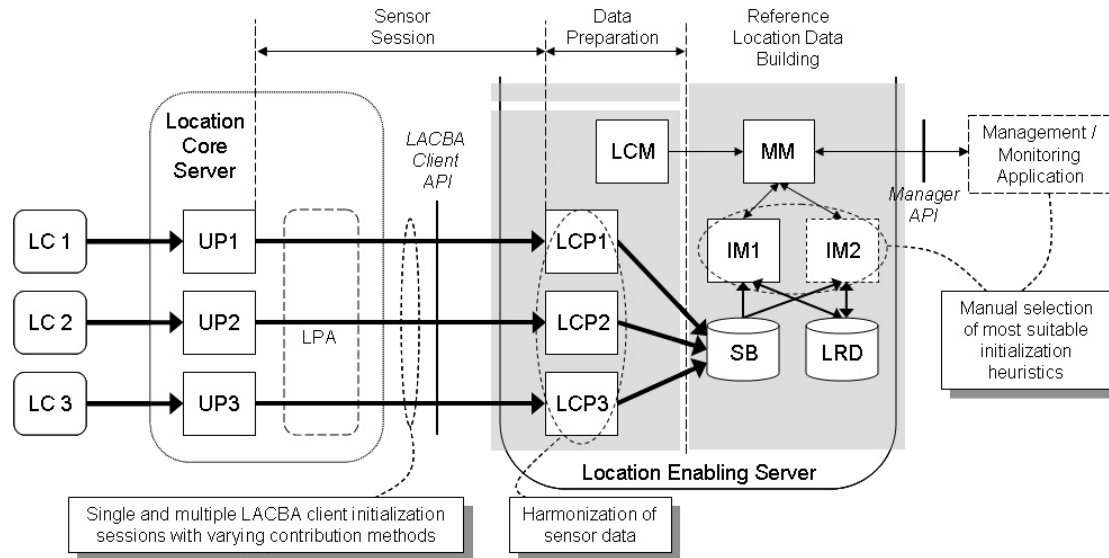 Sensor
Session
Data
Preparation
Reference
Location Data
Building
Location
Core
Server
LACBA
Client
API
LCM
MM
Management /
Monitoring
Application
Manager
API
LC 1
UP1
LCP1
IM1
IM2
LC 2
UP2
LPA
LCP2
SB
LRD
Manual selection
of most suitable
initialization
heuristics
LC 3
UP3
LCP3
Location Enabling Server
Single and multiple LACBA client initialization
sessions with varying contribution methods
Harmonization of
sensor data